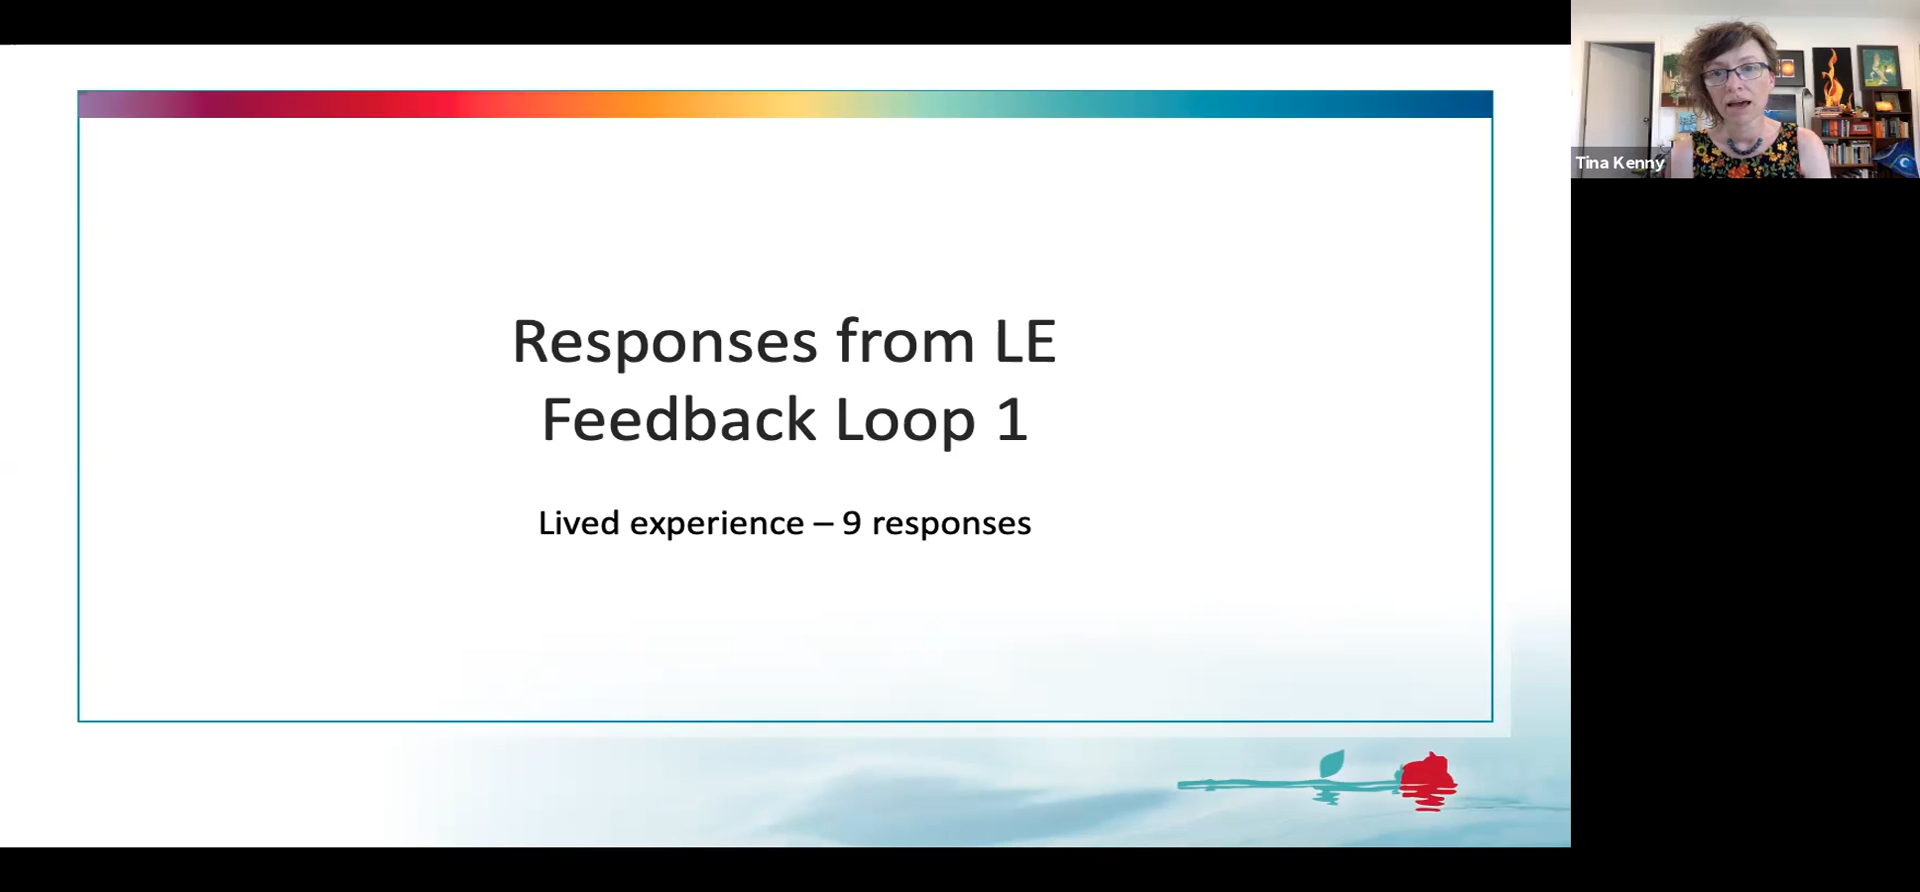 Responses from LE
Feedback Loop 1
Lived experience – 9 responses
Tina Kenny